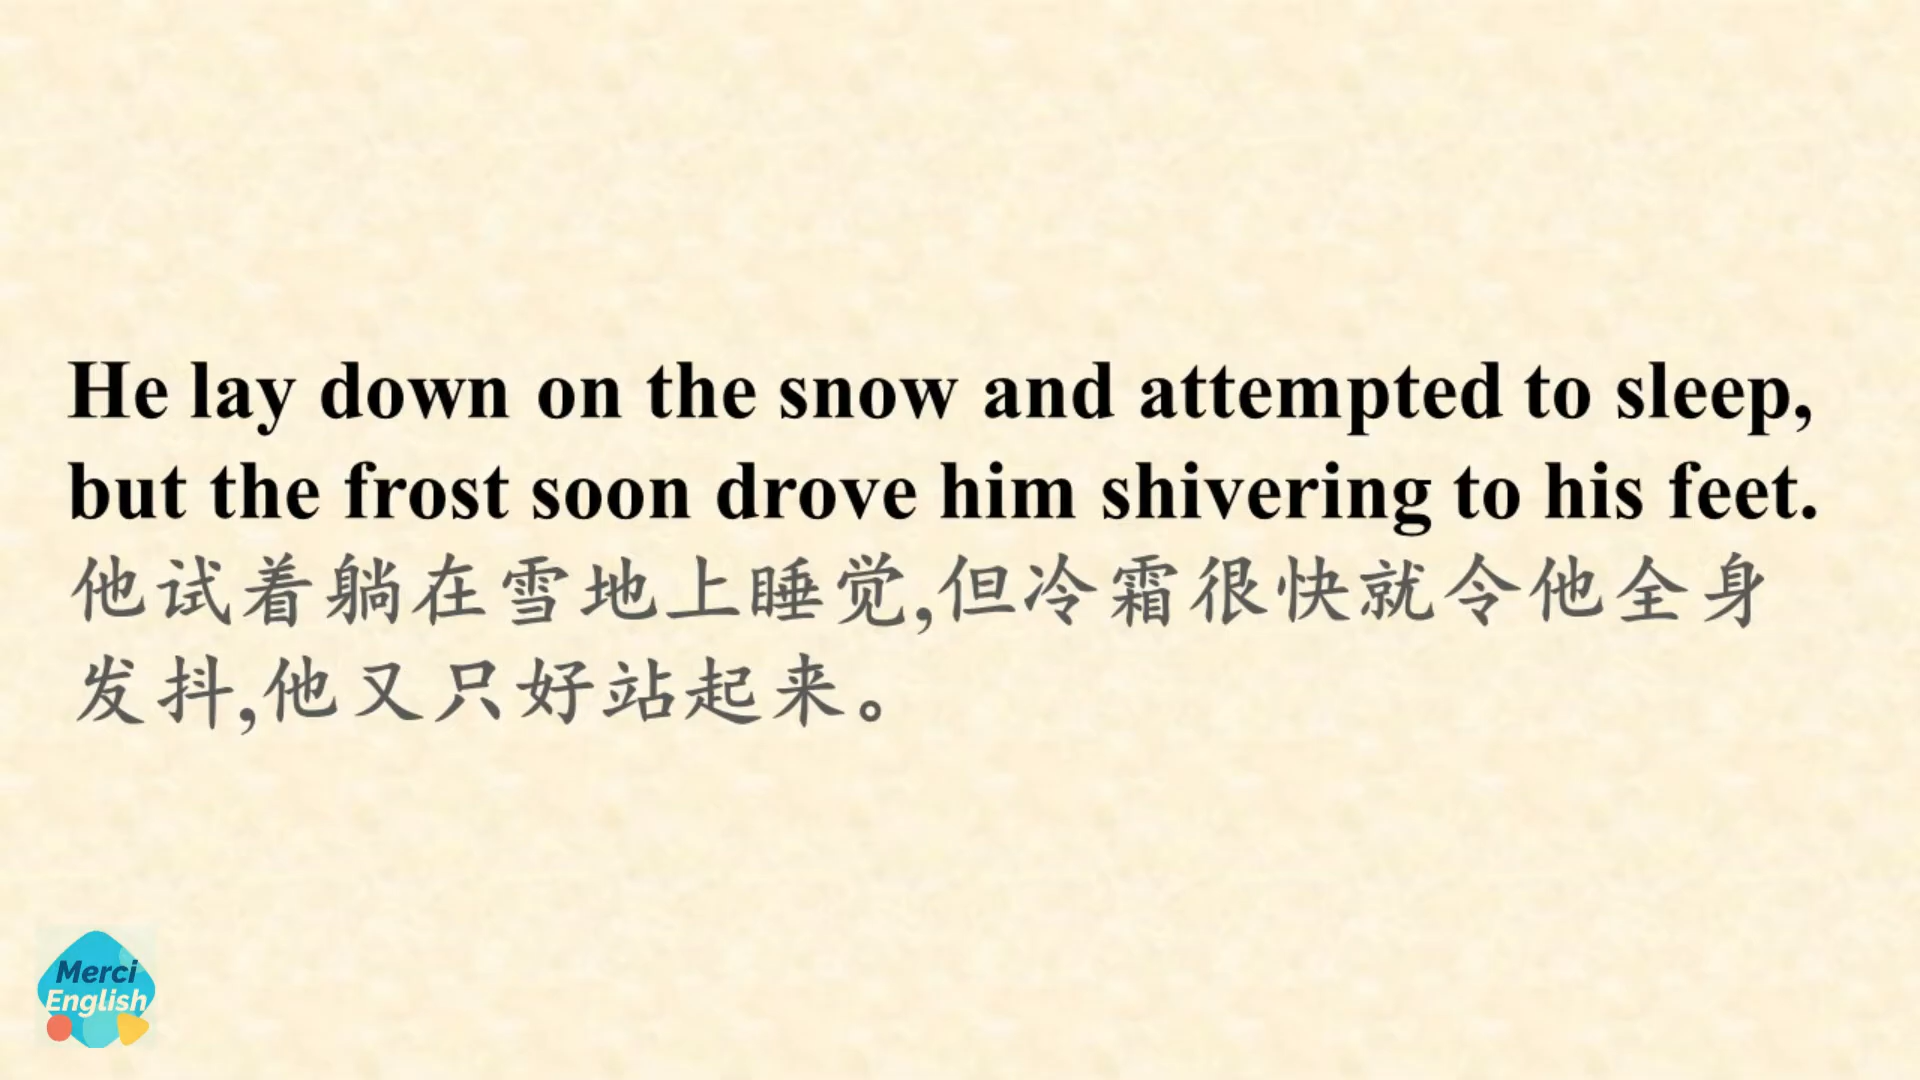 He lay down on the snow and attempted to sleep,
but the frost soon drove him shivering to his feet.
他试着躺在雪地上睡觉,但冷霜很快就令他全身
发抖,他又只好站起来。
Merci
English